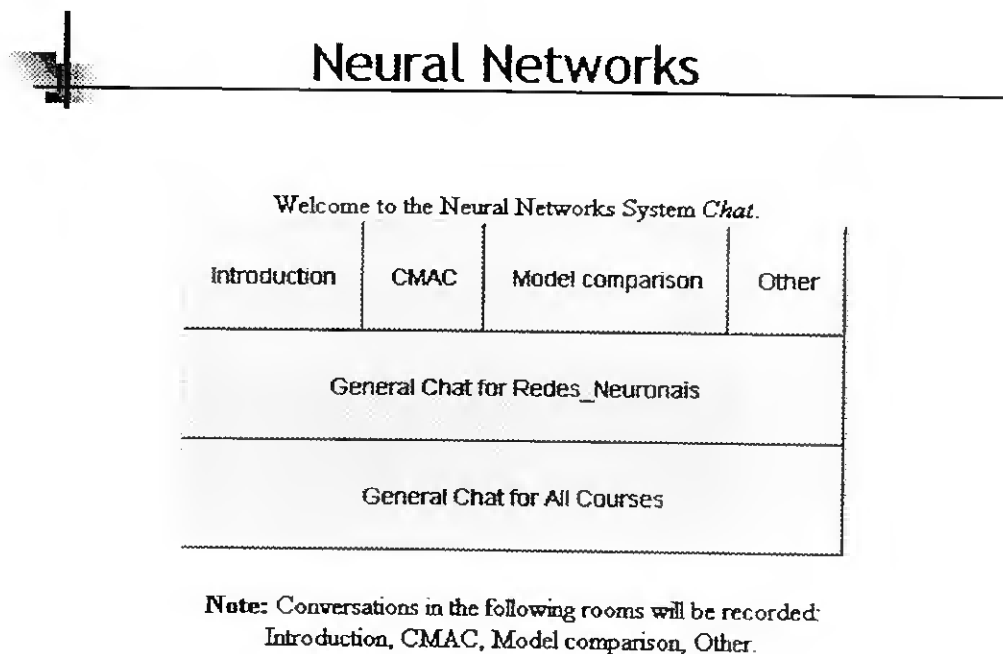 Neural Networks
Welcome to the Neural Networks System Chat.
Introduction CMAC Model comparison Other
General Chat for Redes_Neuronais
General Chat for All Courses
Note: Conversations in the following rooms will be recorded:
Introduction, CMAC, Model comparison, Other.